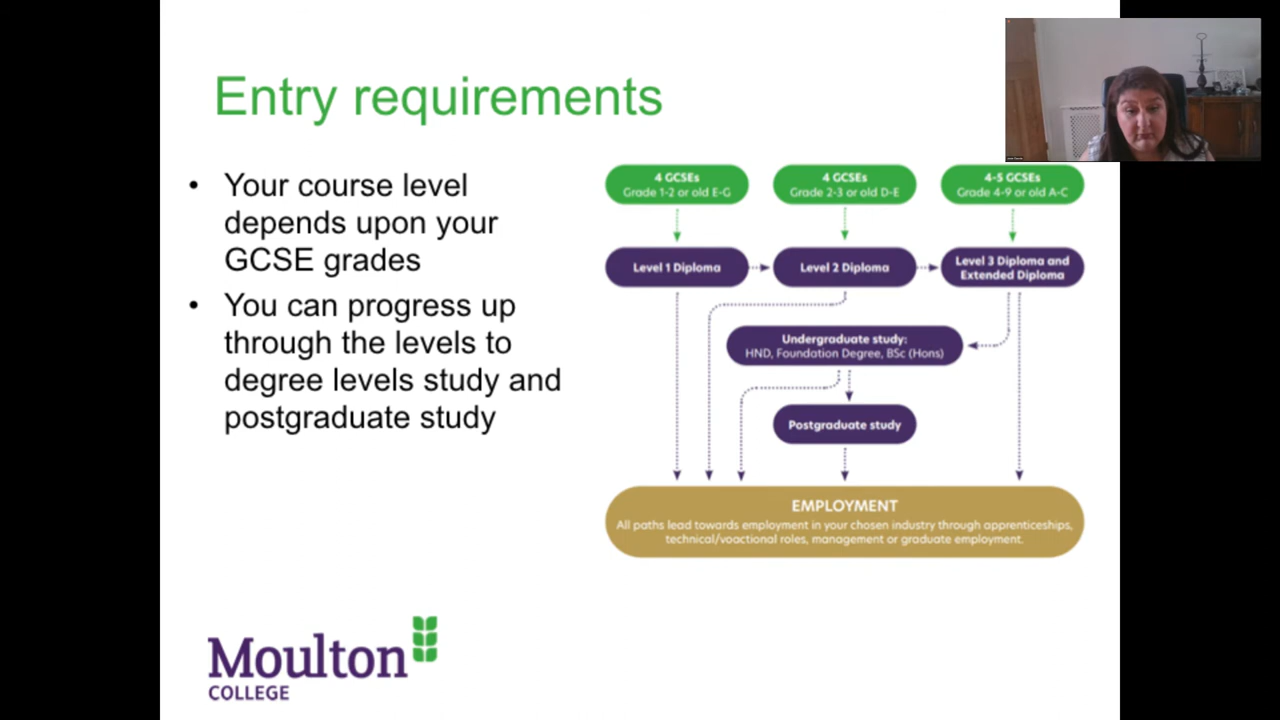 Entry requirements
• Your course level
depends upon your
GCSE grades
• You can progress up
through the levels to
degree levels study and
postgraduate study
4 GCSEs
Grade 1-2 or old E-G
4 GCSEs
Grade 2-3 or old D-E
4-5 GCSEs
Grade 4-9 or old A-C
Level 1 Diploma
Level 2 Diploma
Level 3 Diploma and
Extended Diploma
Undergraduate study:
HND, Foundation Degree, BSc (Hons)
Postgraduate study
EMPLOYMENT
All paths lead towards employment in your chosen industry through apprenticeships,
technical/voactional roles, management or graduate employment.
Moulton
COLLEGE